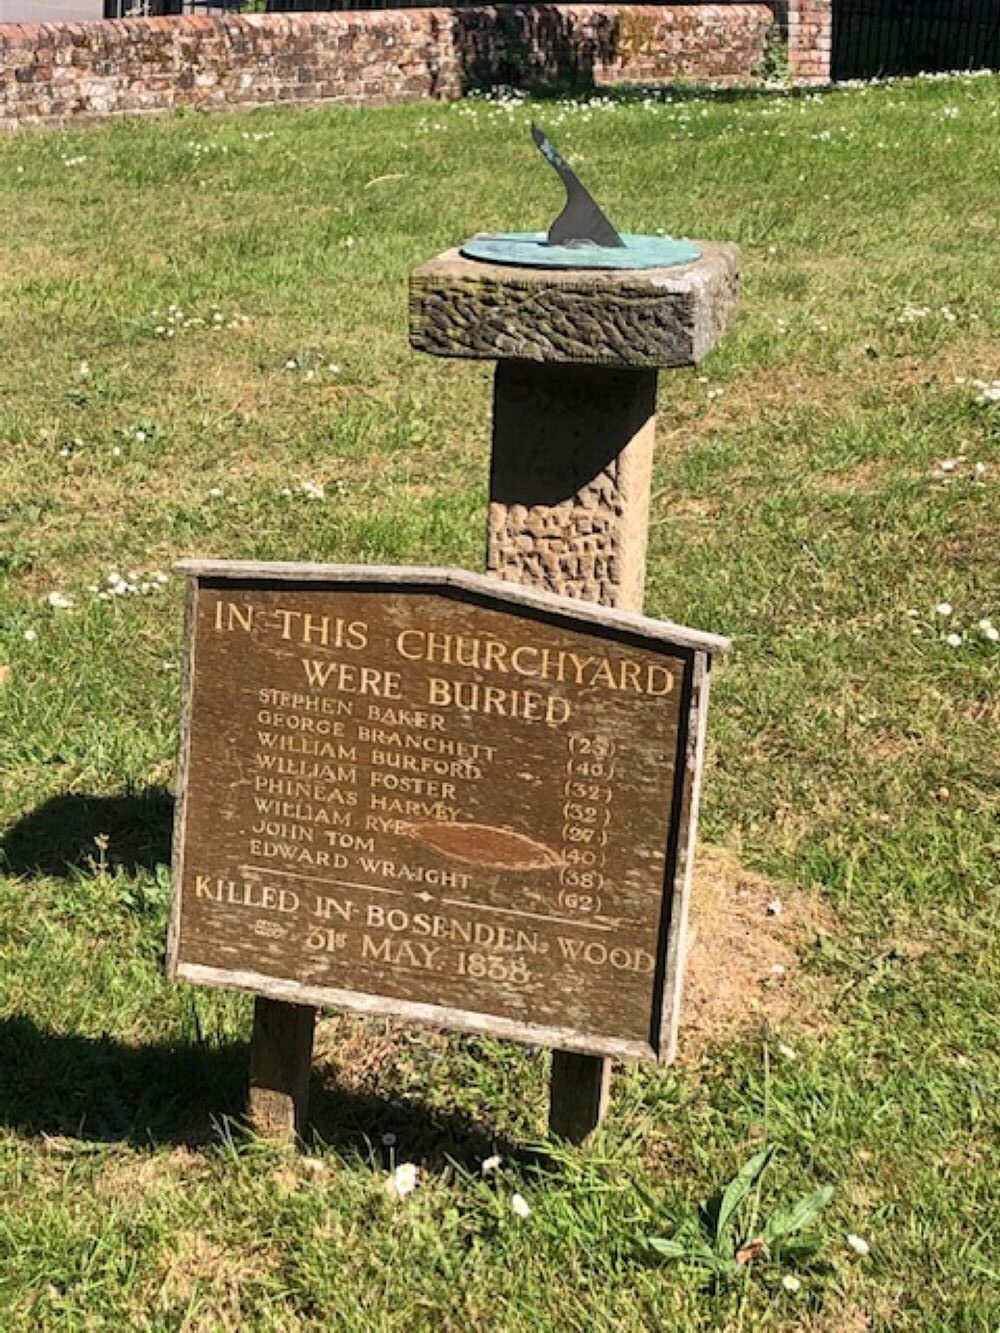 IN THIS CHURCHYARD
WERE BURIED
STEPHEN BAKER (23)
GEORGE BRANCHETT (40)
WILLIAM BURFORD (32)
WILLIAM FOSTER (32)
PHINEAS HARVEY (27)
WILLIAM RYE (40)
JOHN TOM (38)
EDWARD WRAIGHT (62)
KILLED IN BOSENDEN WOOD
31st MAY. 1838